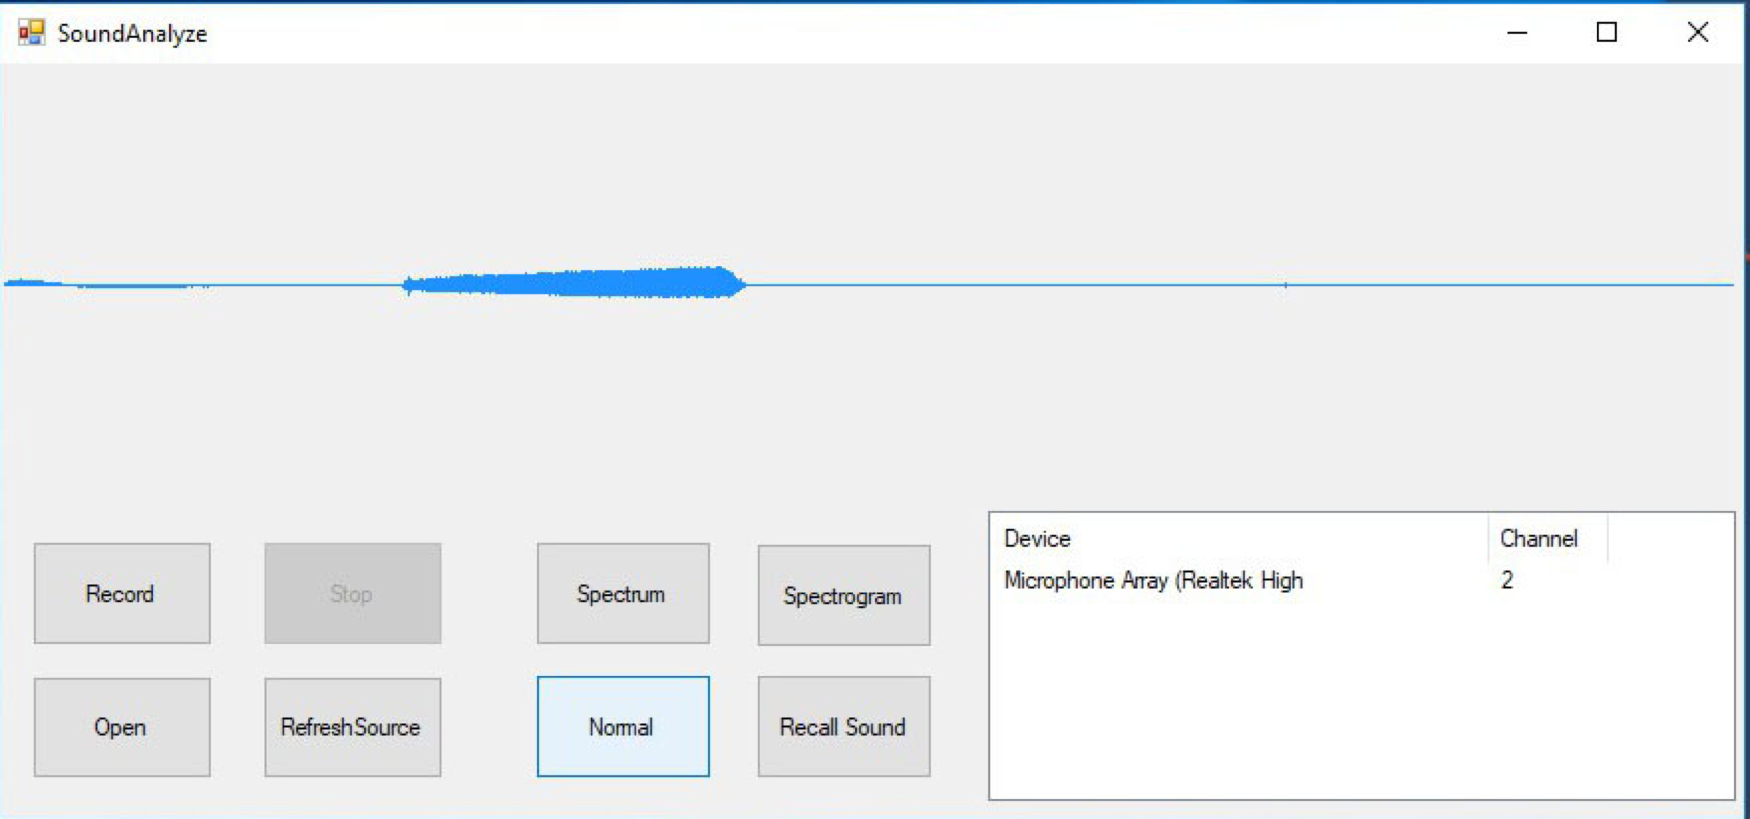 SoundAnalyze
Device Channel
Microphone Array (Realtek High 2
Record Stop Spectrum Spectrogram
Open RefreshSource Normal Recall Sound